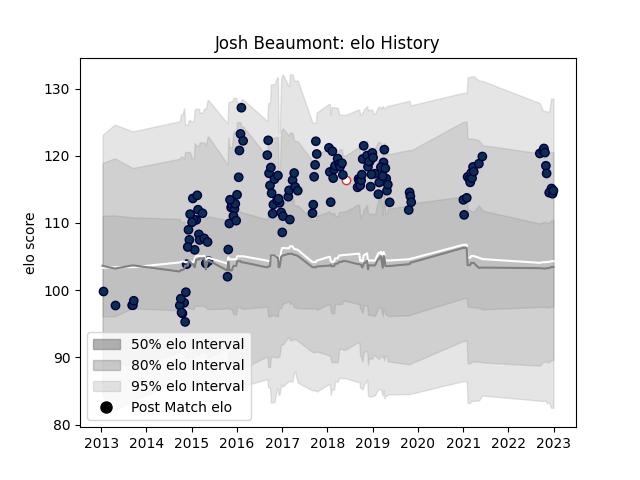 Josh Beaumont: elo History
elo score
130
120
110
100
90
80
50% elo Interval
80% elo Interval
95% elo Interval
Post Match elo
2013 2014 2015 2016 2017 2018 2019 2020 2021 2022 2023